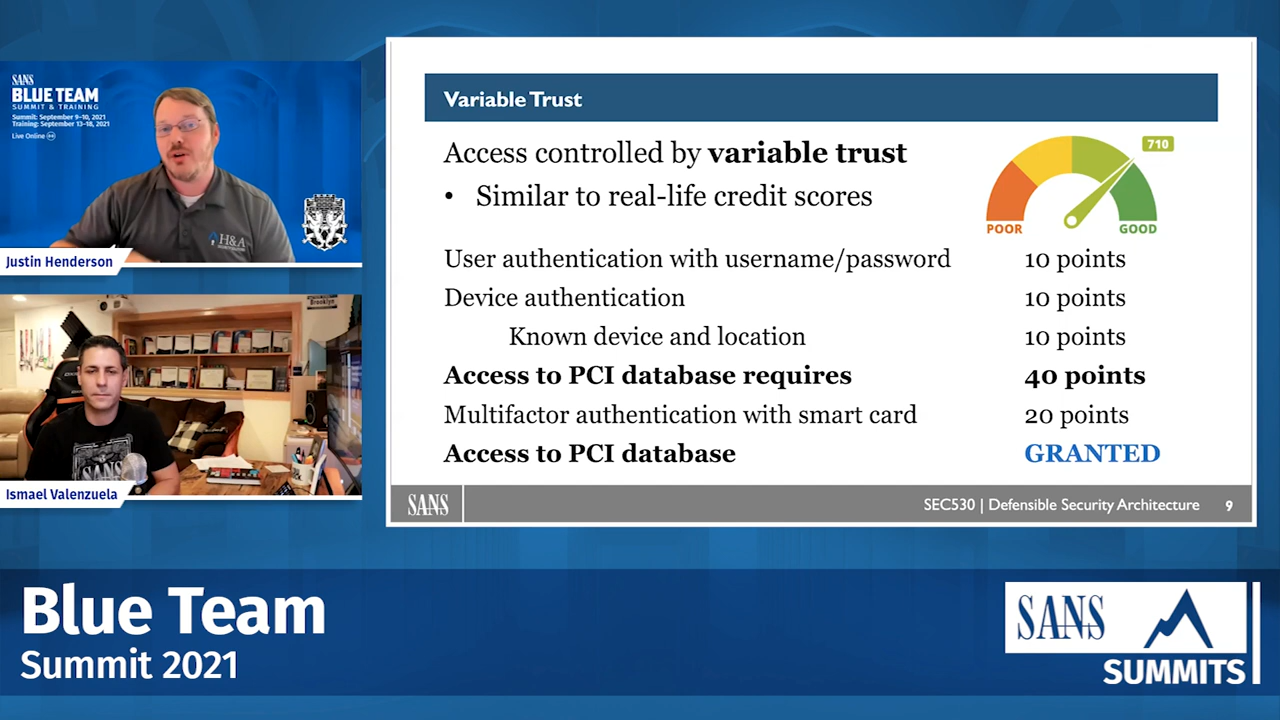 SANS
BLUE TEAM
SUMMIT & TRAINING
Summit: September 9-10, 2021
Training: September 13-18, 2021
Live Online
H&A
Justin Henderson
Brooklyn
SANS
Ismael Valenzuela
Variable Trust
Access controlled by variable trust
• Similar to real-life credit scores
710
POOR GOOD
User authentication with username/password 10 points
Device authentication 10 points
Known device and location 10 points
Access to PCI database requires 40 points
Multifactor authentication with smart card 20 points
Access to PCI database GRANTED
SANS
SEC530 | Defensible Security Architecture 9
Blue Team
Summit 2021
SANS
SUMMITS